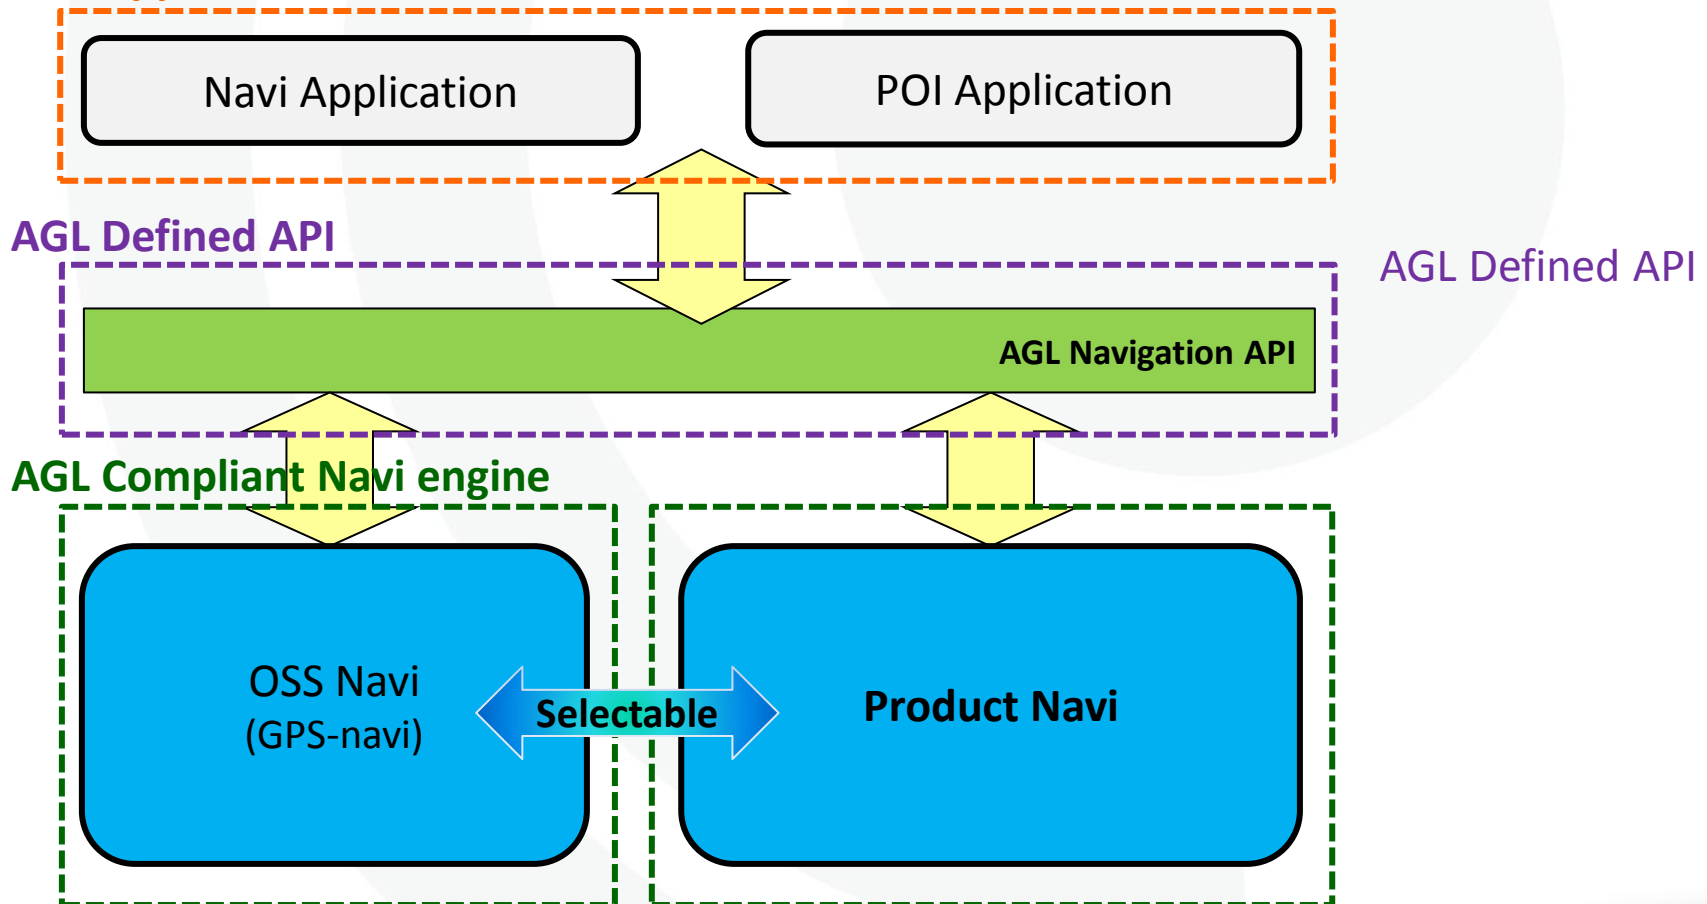 Navi Application
POI Application
AGL Defined API
AGL Defined API
AGL Navigation API
AGL Compliant Navi engine
OSS Navi
(GPS-navi)
Selectable
Product Navi